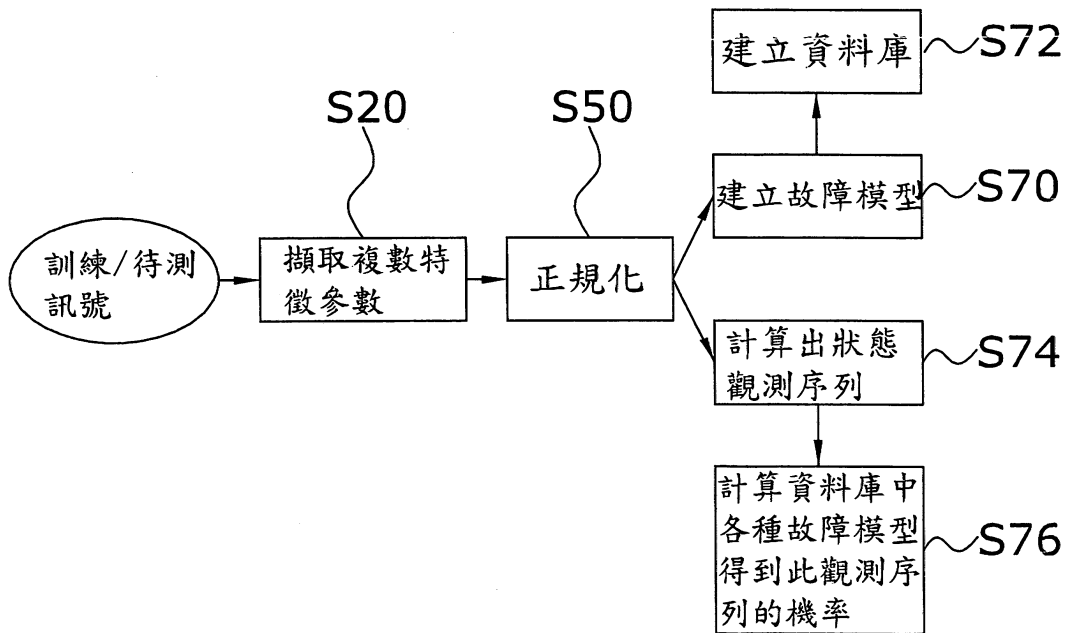 建立資料庫
S72
S20
S50
建立故障模型
S70
訓練/待測
訊號
擷取複數特
徵參數
正規化
計算出狀態
觀測序列
S74
計算資料庫中
各種故障模型
得到此觀測序
列的機率
S76